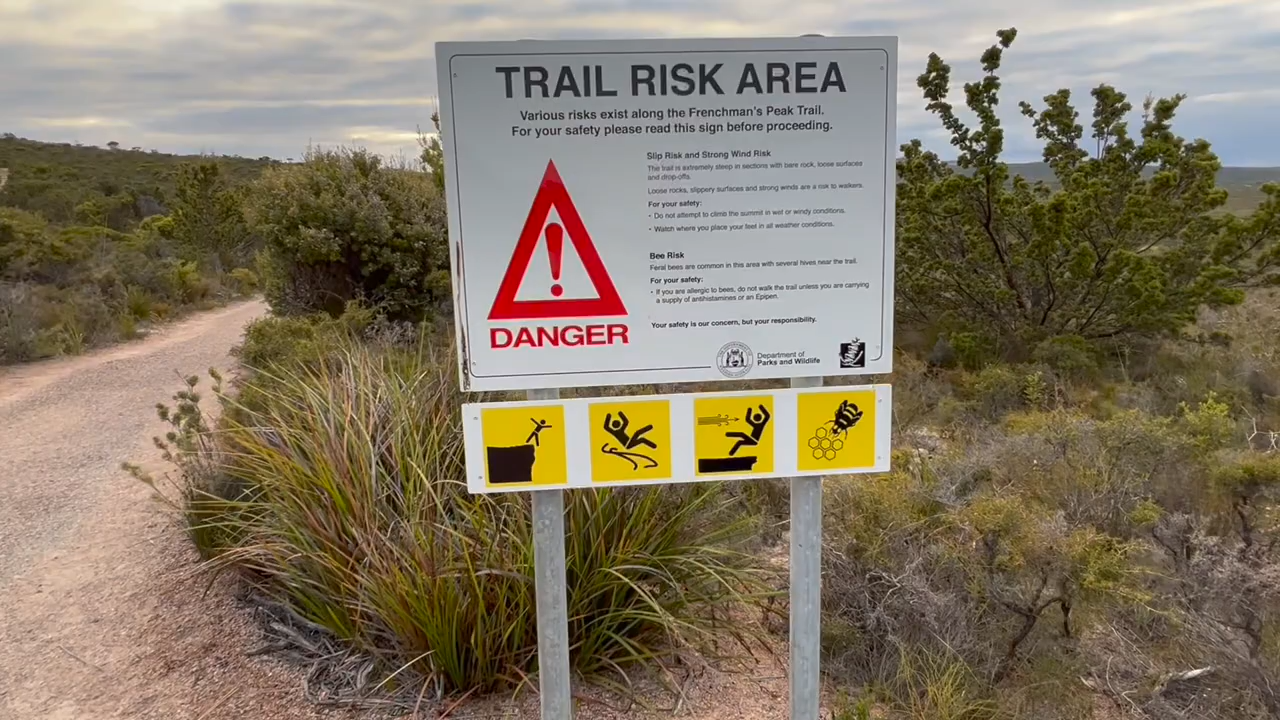 TRAIL RISK AREA
Various risks exist along the Frenchman's Peak Trail.
For your safety please read this sign before proceeding.
Slip Risk and Strong Wind Risk
The trail is extremely steep in sections with bare rock, loose surfaces
and drop-offs.
Loose rocks, slippery surfaces and strong winds are a risk to walkers.
For your safety:
• Do not attempt to climb the summit in wet or windy conditions.
• Watch where you place your feet in all weather conditions.
Bee Risk
Feral bees are common in this area with several hives near the trail.
For your safety:
• If you are allergic to bees, do not walk the trail unless you are carrying
a supply of antihistamines or an Epipen.
Your safety is our concern, but your responsibility.
DANGER
Department of
Parks and Wildlife